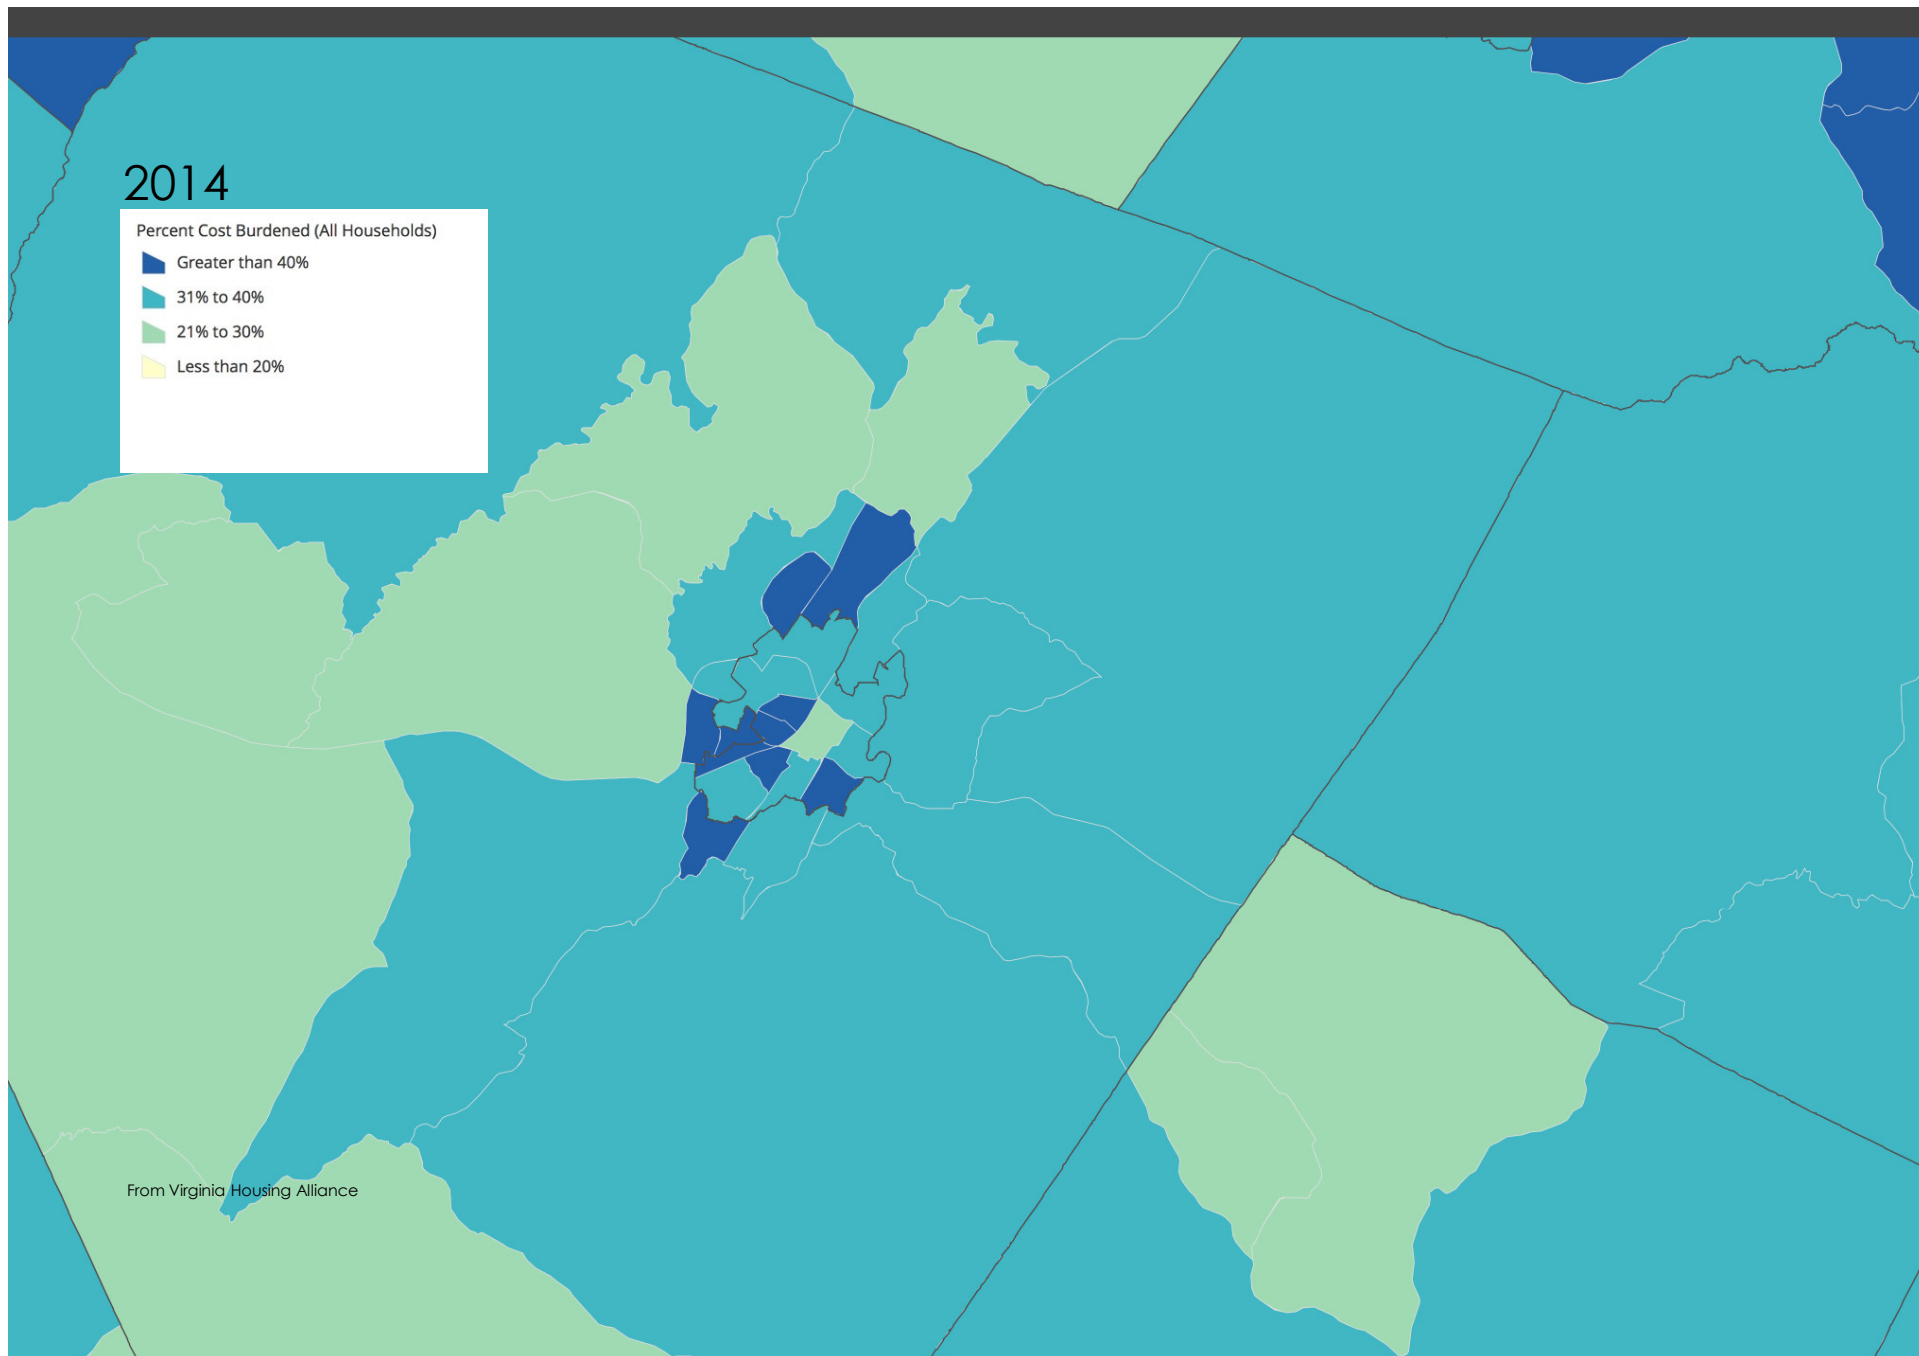 2014
Percent Cost Burdened (All Households)
Greater than 40%
31% to 40%
21% to 30%
Less than 20%
From Virginia Housing Alliance